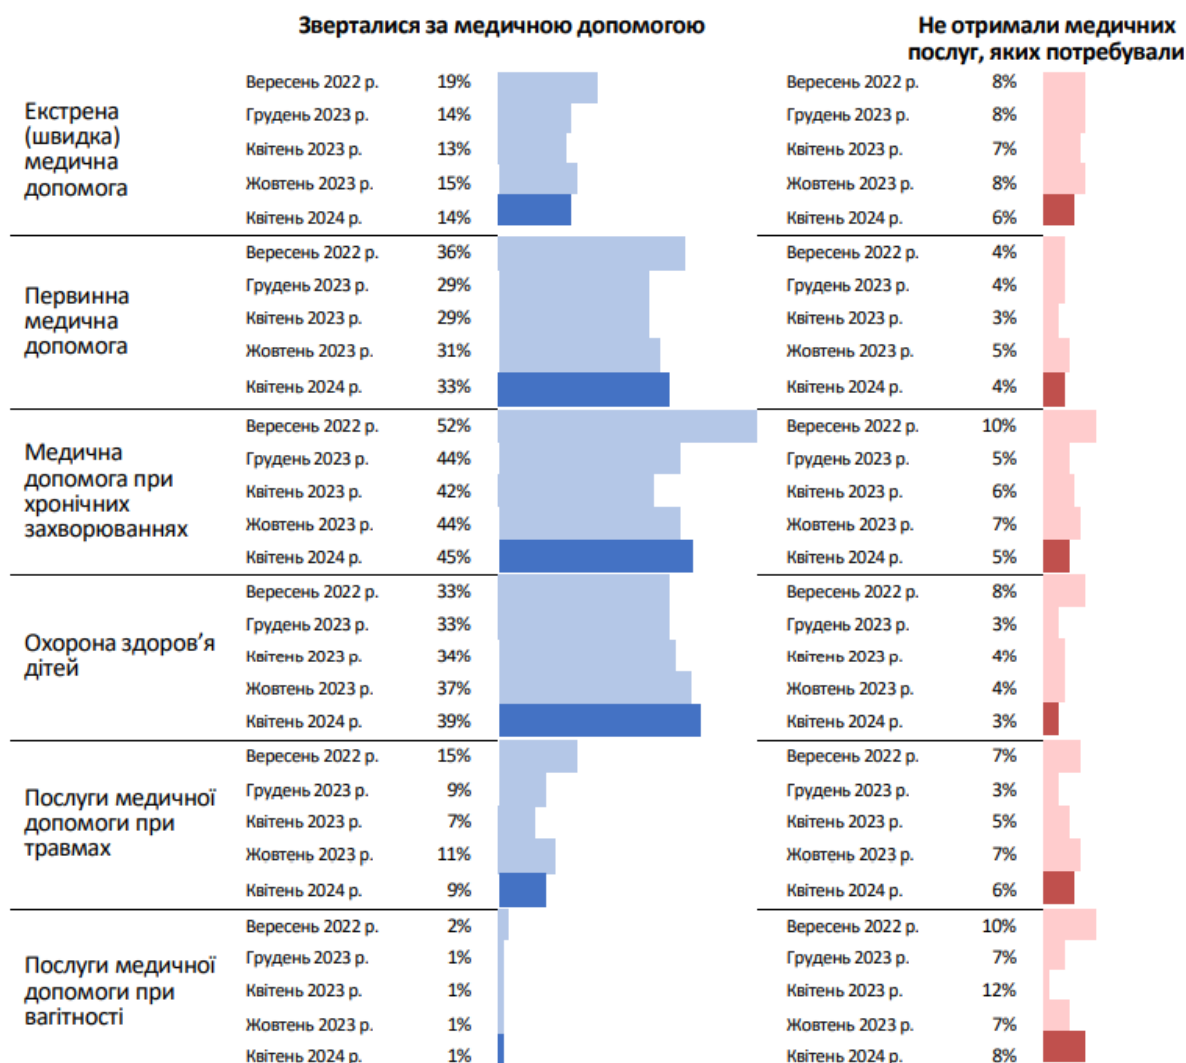 Зверталися за медичною допомогою
Не отримали медичних
послуг, яких потребували
Екстрена
(швидка)
медична
допомога
Вересень 2022 р. 19% Вересень 2022 р. 8%
Грудень 2023 р. 14% Грудень 2023 р. 8%
Квітень 2023 р. 13% Квітень 2023 р. 7%
Жовтень 2023 р. 15% Жовтень 2023 р. 8%
Квітень 2024 р. 14% Квітень 2024 р. 6%
Первинна
медична
допомога
Вересень 2022 р. 36% Вересень 2022 р. 4%
Грудень 2023 р. 29% Грудень 2023 р. 4%
Квітень 2023 р. 29% Квітень 2023 р. 3%
Жовтень 2023 р. 31% Жовтень 2023 р. 5%
Квітень 2024 р. 33% Квітень 2024 р. 4%
Медична
допомога при
хронічних
захворюваннях
Вересень 2022 р. 52% Вересень 2022 р. 10%
Грудень 2023 р. 44% Грудень 2023 р. 5%
Квітень 2023 р. 42% Квітень 2023 р. 6%
Жовтень 2023 р. 44% Жовтень 2023 р. 7%
Квітень 2024 р. 45% Квітень 2024 р. 5%
Охорона здоров’я
дітей
Вересень 2022 р. 33% Вересень 2022 р. 8%
Грудень 2023 р. 33% Грудень 2023 р. 3%
Квітень 2023 р. 34% Квітень 2023 р. 4%
Жовтень 2023 р. 37% Жовтень 2023 р. 4%
Квітень 2024 р. 39% Квітень 2024 р. 3%
Послуги медичної
допомоги при
травмах
Вересень 2022 р. 15% Вересень 2022 р. 7%
Грудень 2023 р. 9% Грудень 2023 р. 3%
Квітень 2023 р. 7% Квітень 2023 р. 5%
Жовтень 2023 р. 11% Жовтень 2023 р. 7%
Квітень 2024 р. 9% Квітень 2024 р. 6%
Послуги медичної
допомоги при
вагітності
Вересень 2022 р. 2% Вересень 2022 р. 10%
Грудень 2023 р. 1% Грудень 2023 р. 7%
Квітень 2023 р. 1% Квітень 2023 р. 12%
Жовтень 2023 р. 1% Жовтень 2023 р. 7%
Квітень 2024 р. 1% Квітень 2024 р. 8%